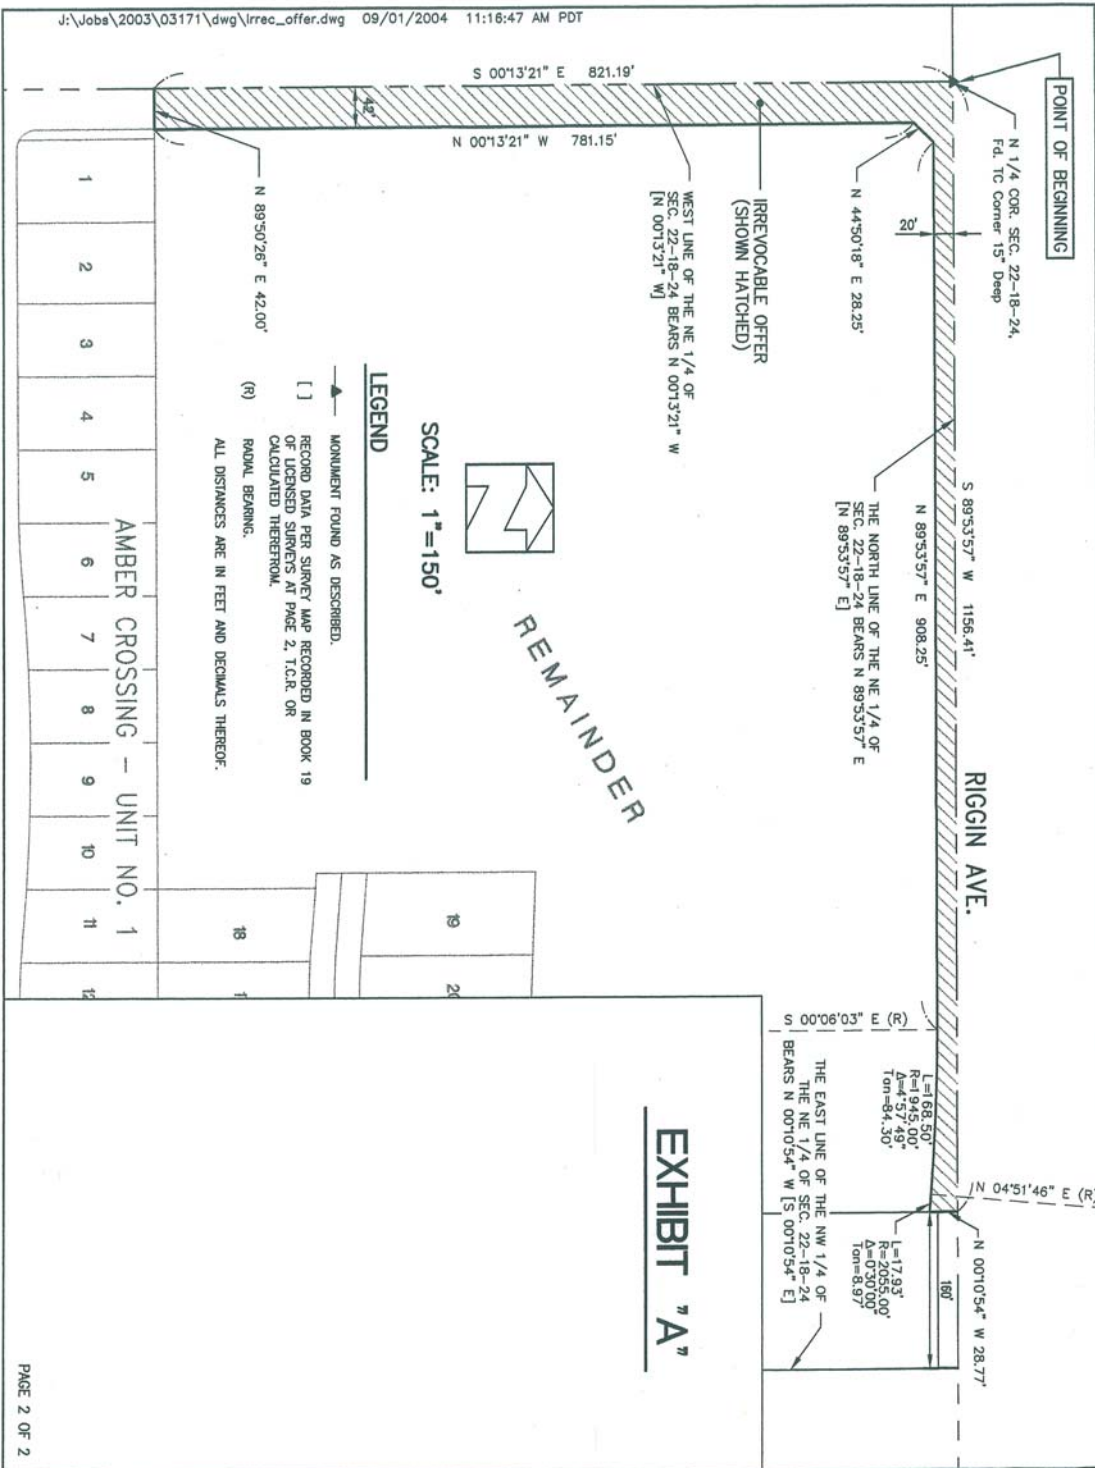 J:\Jobs\2003\03171\dwg\Irrec_offer.dwg 09/01/2004 11:16:47 AM PDT
POINT OF BEGINNING
N 1/4 COR. SEC. 22-18-24,
Fd. TC Corner 15" Deep
S 00°13'21" E 821.19'
42'
N 00°13'21" W 781.15'
N 89°50'26" E 42.00'
WEST LINE OF THE NE 1/4 OF
SEC. 22-18-24 BEARS N 00°13'21" W
[N 00°13'21" W]
IRREVOCABLE OFFER
(SHOWN HATCHED)
N 44°50'18" E 28.25'
20'
S 89°53'57" W 1156.41'
N 89°53'57" E 908.25'
THE NORTH LINE OF THE NE 1/4 OF
SEC. 22-18-24 BEARS N 89°53'57" E
[N 89°53'57" E]
RIGGIN AVE.
SCALE: 1"=150'
REMAINDER
LEGEND
MONUMENT FOUND AS DESCRIBED.
[ ] RECORD DATA PER SURVEY MAP RECORDED IN BOOK 19
OF LICENSED SURVEYS AT PAGE 2, T.C.R. OR
CALCULATED THEREFROM.
(R) RADIAL BEARING.
ALL DISTANCES ARE IN FEET AND DECIMALS THEREOF.
AMBER CROSSING - UNIT NO. 1
1
2
3
4
5
6
7
8
9
10
11
12
18
1
19
20
S 00°06'03" E (R)
L=168.50'
R=1945.00'
Δ=4°57'49"
Tan=84.30'
N 04°51'46" E (R)
N 00°10'54" W 28.77'
160'
L=17.93'
R=2055.00'
Δ=0°30'00"
Tan=8.97'
THE EAST LINE OF THE NW 1/4 OF
THE NE 1/4 OF SEC. 22-18-24
BEARS N 00°10'54" W [S 00°10'54" E]
EXHIBIT "A"
PAGE 2 OF 2